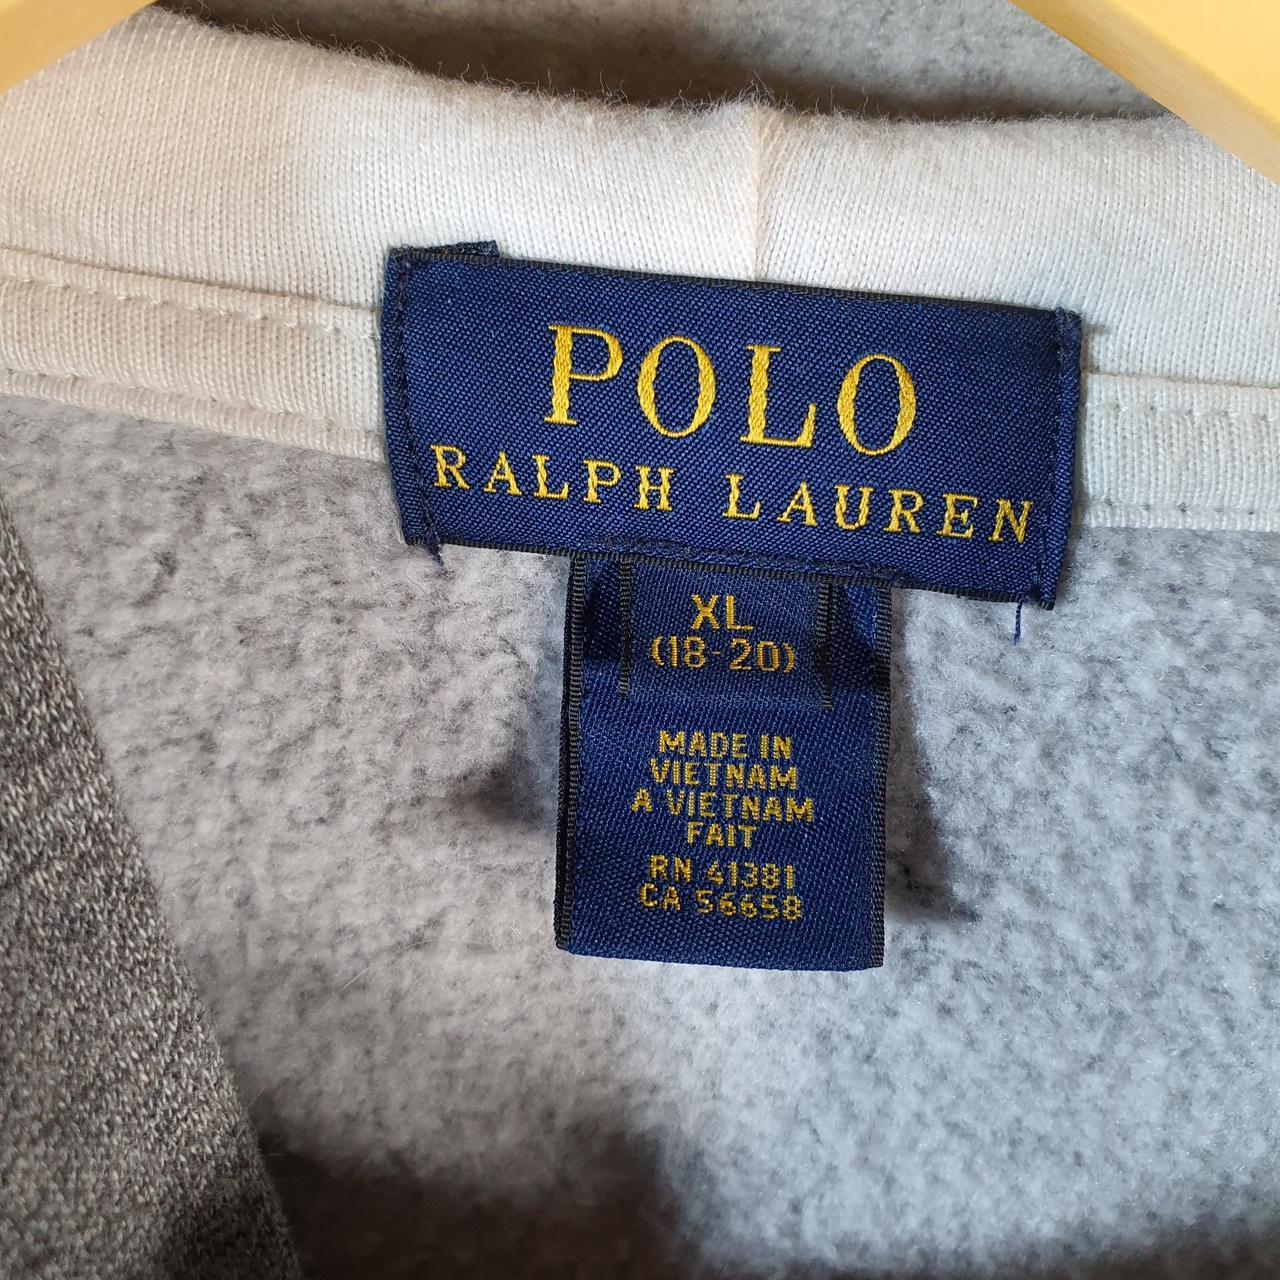 POLO
RALPH LAUREN
XL
(18-20)
MADE IN
VIETNAM
A VIETNAM
FAIT
RN 41381
CA 56658